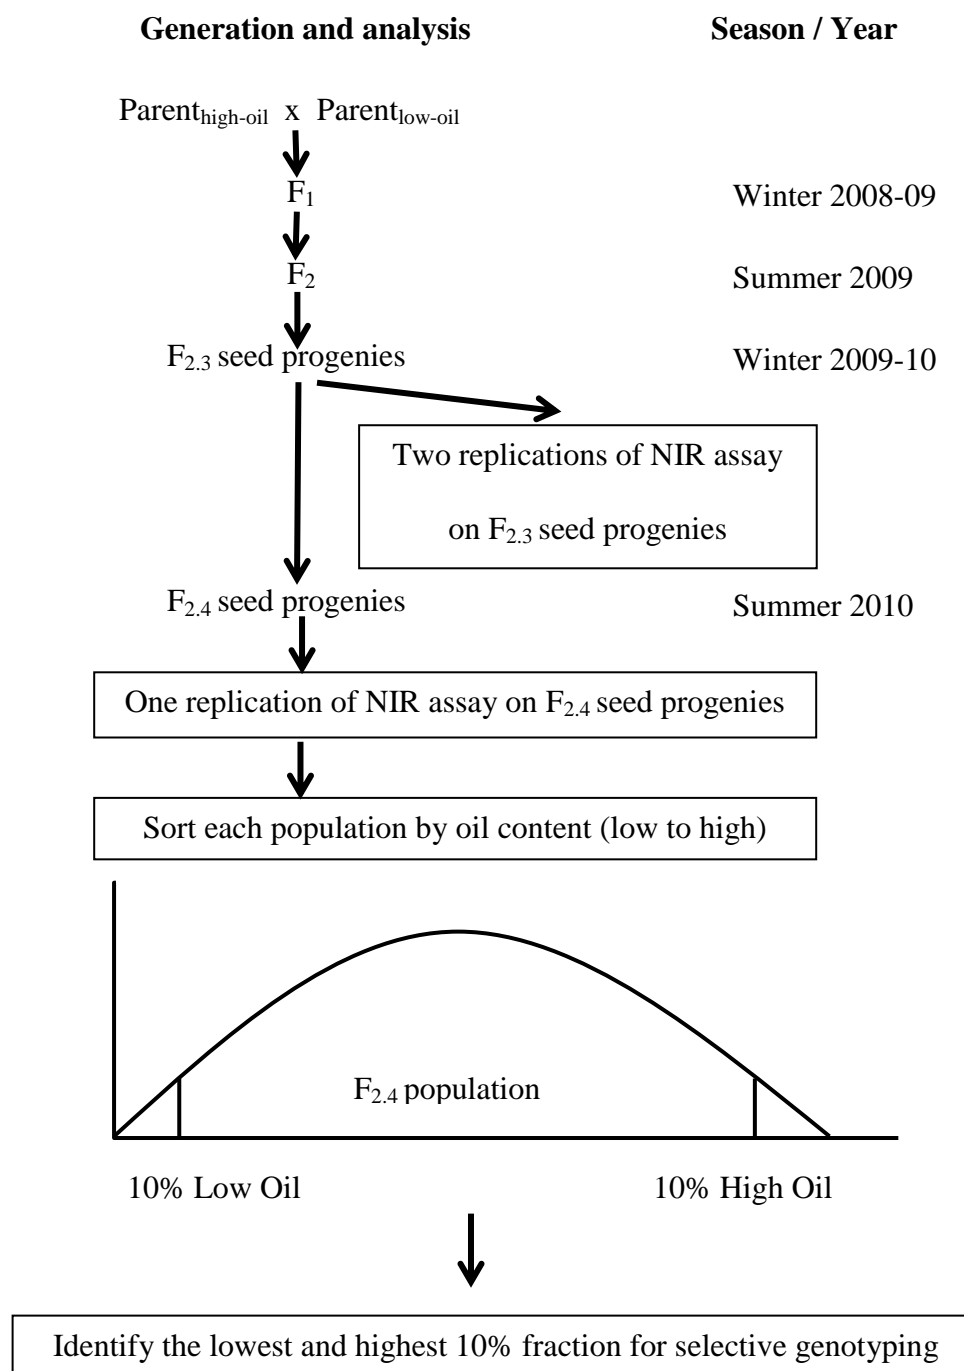 Generation and analysis Season / Year
Parent_high-oil x Parent_low-oil
F₁ Winter 2008-09
F₂ Summer 2009
F₂.₃ seed progenies Winter 2009-10
Two replications of NIR assay
on F₂.₃ seed progenies
F₂.₄ seed progenies Summer 2010
One replication of NIR assay on F₂.₄ seed progenies
Sort each population by oil content (low to high)
F₂.₄ population
10% Low Oil 10% High Oil
Identify the lowest and highest 10% fraction for selective genotyping